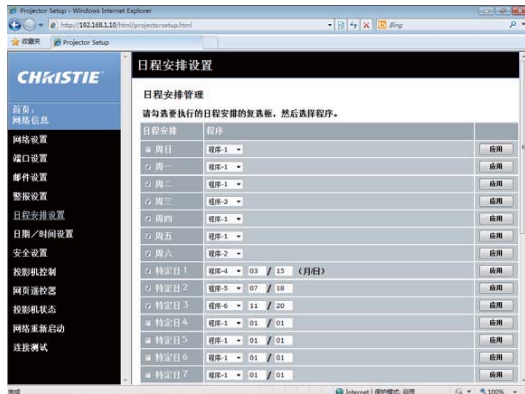 Projector Setup - Windows Internet Explorer
http://192.168.1.10/html/projectorsetup.html
Bing
收藏夹 Projector Setup
CHRISTIE
首页：
网络信息
网络设置
端口设置
邮件设置
警报设置
日程安排设置
日期／时间设置
安全设置
投影机控制
网页遥控器
投影机状态
网络重新启动
连接测试
日程安排设置
日程安排管理
请勾选要执行的日程安排的复选框，然后选择程序。
日程安排 程序
周日 程序-1 应用
周一 程序-1 应用
周二 程序-1 应用
周三 程序-3 应用
周四 程序-1 应用
周五 程序-1 应用
周六 程序-2 应用
特定日 1 程序-4 03 / 15 （月/日） 应用
特定日 2 程序-5 07 / 18 应用
特定日 3 程序-6 11 / 20 应用
特定日 4 程序-1 01 / 01 应用
特定日 5 程序-1 01 / 01 应用
特定日 6 程序-1 01 / 01 应用
特定日 7 程序-1 01 / 01 应用
完成 Internet | 保护模式: 启用 100%